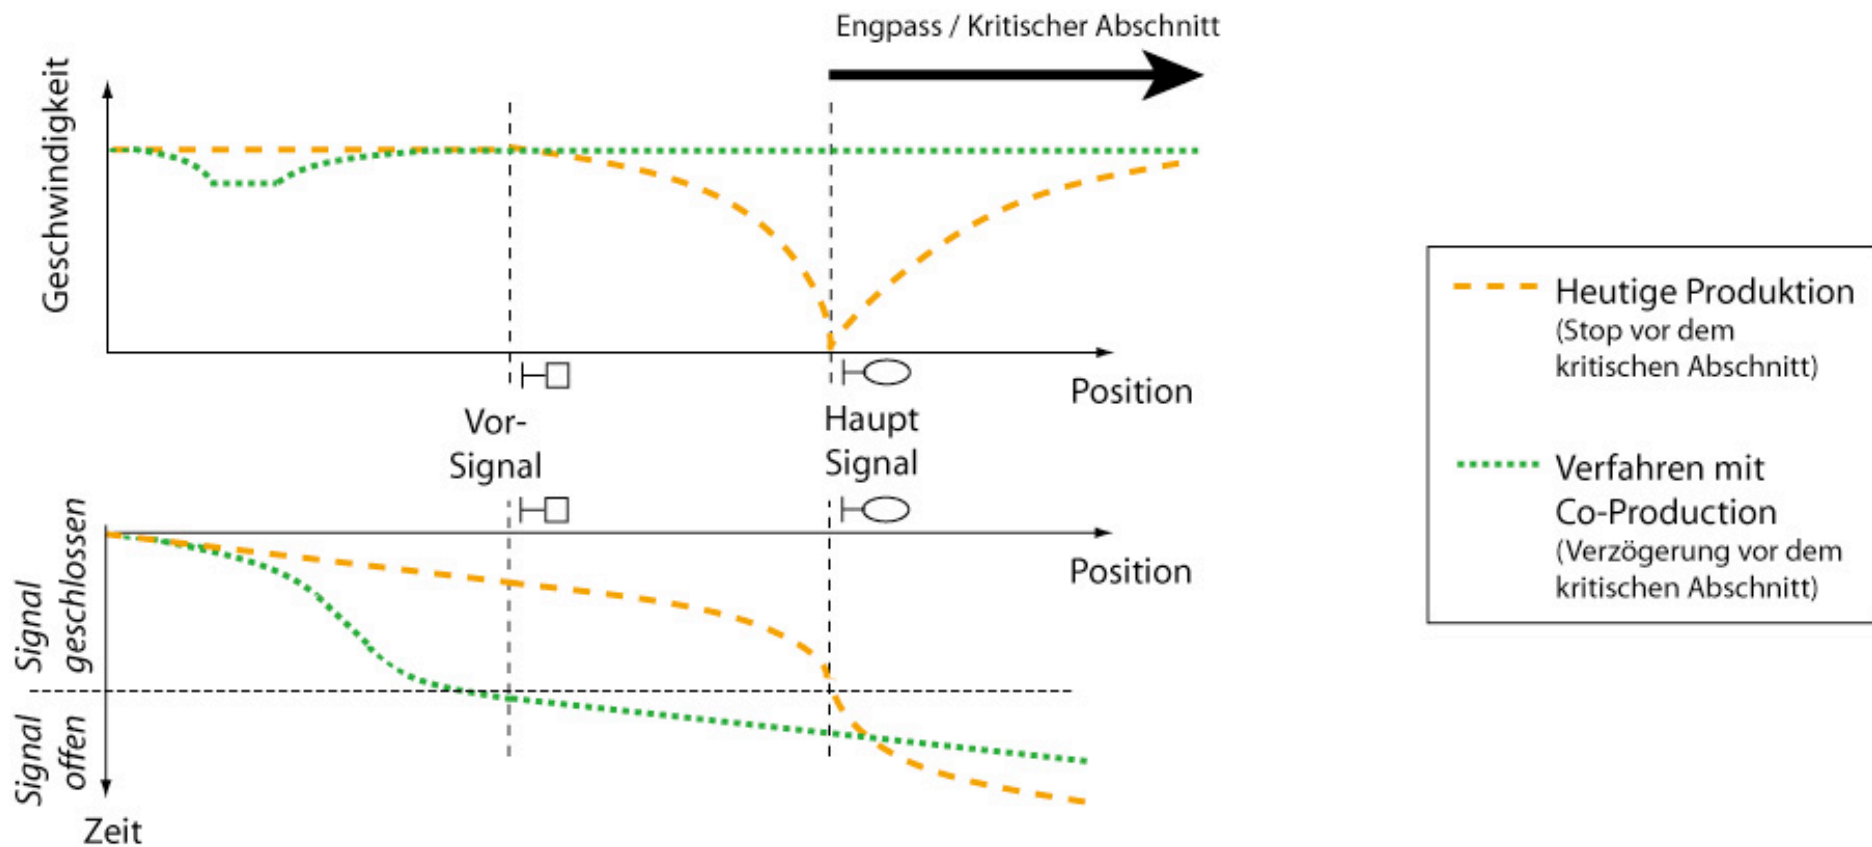 Engpass / Kritischer Abschnitt
Geschwindigkeit
Position
Vor-
Signal
Haupt
Signal
Signal
geschlossen
Signal
offen
Position
Zeit
Heutige Produktion
(Stop vor dem
kritischen Abschnitt)
Verfahren mit
Co-Production
(Verzögerung vor dem
kritischen Abschnitt)